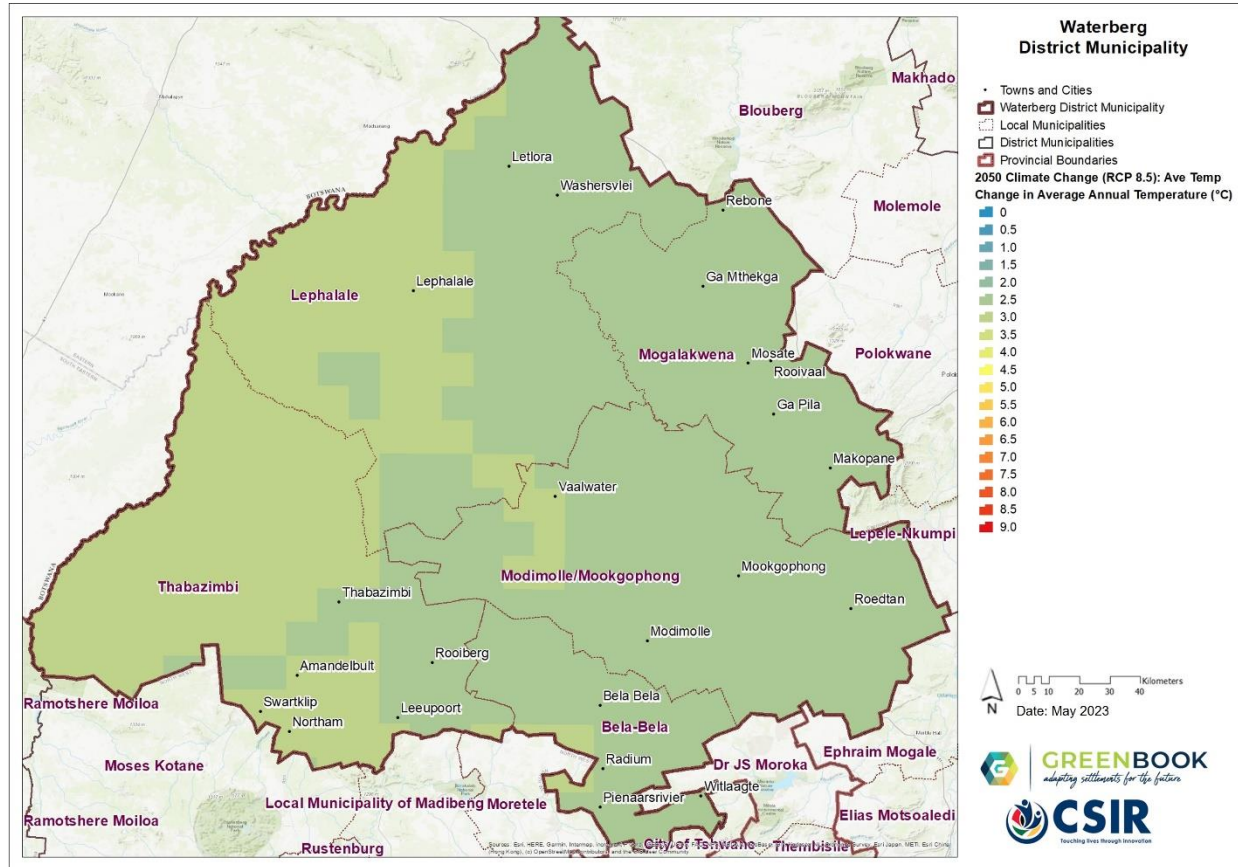 Waterberg
District Municipality
Towns and Cities
Waterberg District Municipality
Local Municipalities
District Municipalities
Provincial Boundaries
2050 Climate Change (RCP 8.5): Ave Temp
Change in Average Annual Temperature (°C)
0
0.5
1.0
1.5
2.0
2.5
3.0
3.5
4.0
4.5
5.0
5.5
6.0
6.5
7.0
7.5
8.0
8.5
9.0
Kilometers
0 5 10 20 30 40
N
Date: May 2023
GREENBOOK
adapting settlements for the future
CSIR
Touching lives through innovation
Makhado
Blouberg
Letlora
Washersvlei
BOTSWANA
Rebone
Molemole
Ga Mthekga
Lephalale
Lephalale
Mogalakwena
Mosate
Rooivaal
Polokwane
Ga Pila
Makopane
Vaalwater
Lepele-Nkumpi
Modimolle/Mookgophong
Mookgophong
BOTSWANA
Thabazimbi
Thabazimbi
Roedtan
Modimolle
Rooiberg
Amandelbult
Ramotshere Moiloa
Swartklip
Northam
Leeupoort
Bela Bela
Bela-Bela
Moses Kotane
Radium
Dr JS Moroka
Ephraim Mogale
Local Municipality of Madibeng
Moretele
Pienaarsrivier
Witlaagte
Elias Motsoaledi
Ramotshere Moiloa
Rustenburg
City of Tshwane
Thembisile